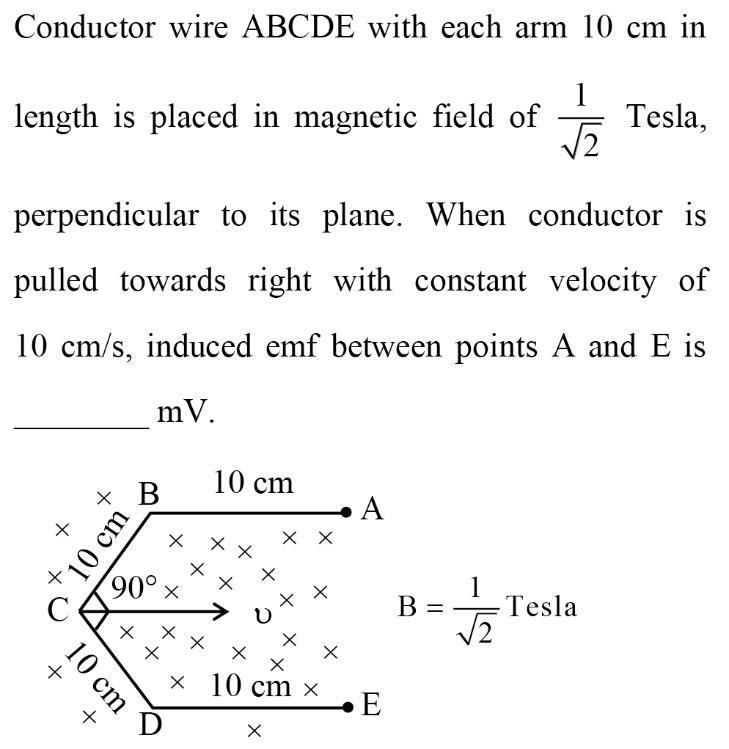 Conductor wire ABCDE with each arm 10 cm in
length is placed in magnetic field of 1/√2 Tesla,
perpendicular to its plane. When conductor is
pulled towards right with constant velocity of
10 cm/s, induced emf between points A and E is
________ mV.
B 10 cm A
10 cm
90°
C υ
B = 1/√2 Tesla
10 cm
10 cm
D E